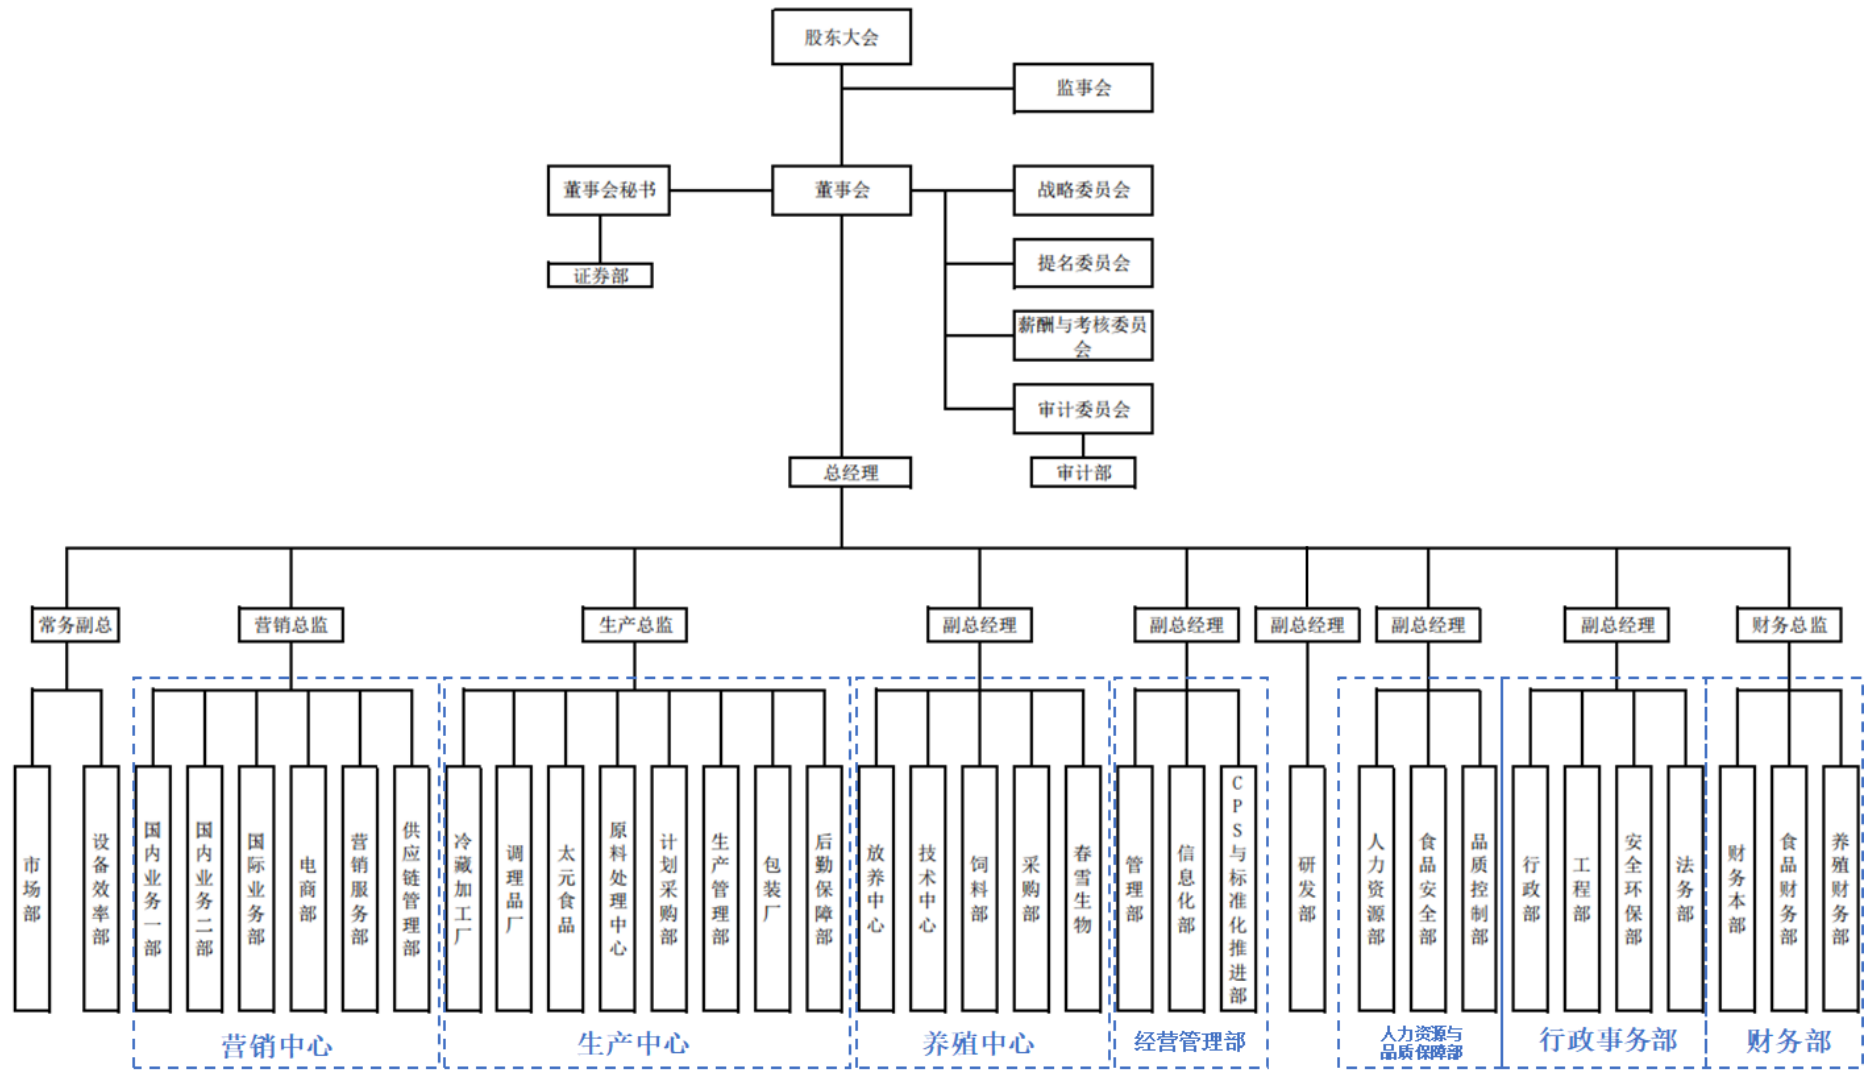 股东大会
监事会
董事会秘书
董事会
战略委员会
证券部
提名委员会
薪酬与考核委员
会
审计委员会
总经理
审计部
常务副总
营销总监
生产总监
副总经理
副总经理
副总经理
副总经理
副总经理
财务总监
市场部
设备效率部
国内业务一部
国内业务二部
国际业务部
电商部
营销服务部
供应链管理部
冷藏加工厂
调理品厂
太元食品
原料处理中心
计划采购部
生产管理部
包装厂
后勤保障部
放养中心
技术中心
饲料部
采购部
春雪生物
管理部
信息化部
CPS与标准化推进部
研发部
人力资源部
食品安全部
品质控制部
行政部
工程部
安全环保部
法务部
财务本部
食品财务部
养殖财务部
营销中心
生产中心
养殖中心
经营管理部
人力资源与
品质保障部
行政事务部
财务部